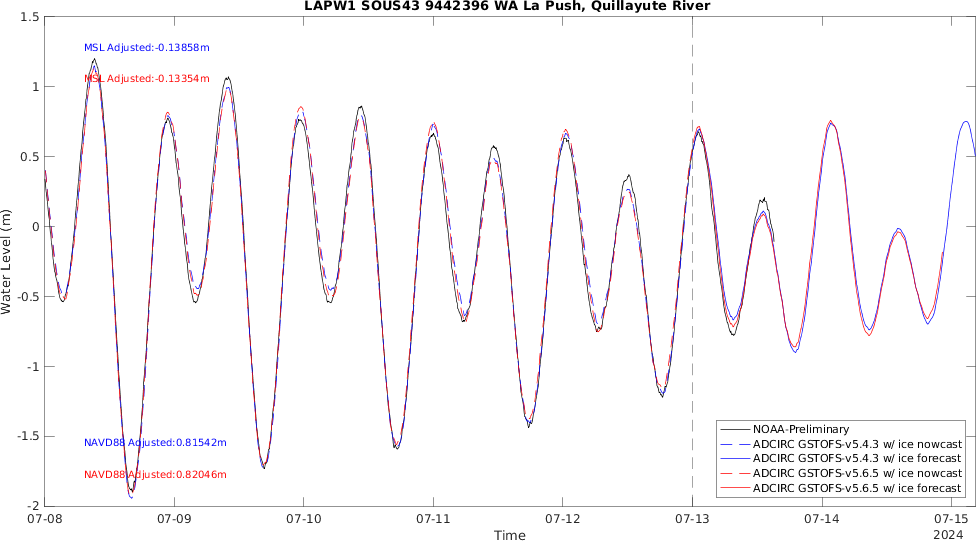 LAPW1 SOUS43 9442396 WA La Push, Quillayute River
1.5
1
0.5
0
-0.5
-1
-1.5
-2
Water Level (m)
MSL Adjusted:-0.13858m
MSL Adjusted:-0.13354m
NAVD88 Adjusted:0.81542m
NAVD88 Adjusted:0.82046m
NOAA-Preliminary
ADCIRC GSTOFS-v5.4.3 w/ ice nowcast
ADCIRC GSTOFS-v5.4.3 w/ ice forecast
ADCIRC GSTOFS-v5.6.5 w/ ice nowcast
ADCIRC GSTOFS-v5.6.5 w/ ice forecast
07-08 07-09 07-10 07-11 07-12 07-13 07-14 07-15
Time 2024